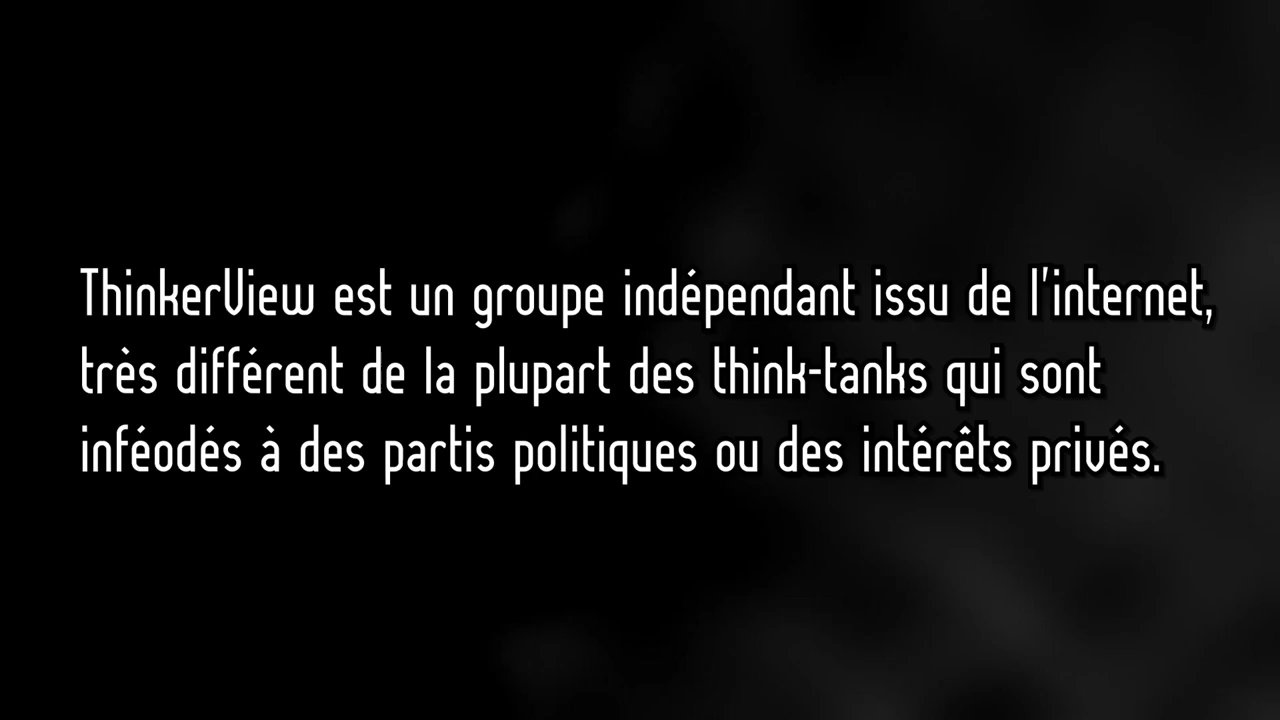 ThinkerView est un groupe indépendant issu de l'internet,
très différent de la plupart des think-tanks qui sont
inféodés à des partis politiques ou des intérêts privés.